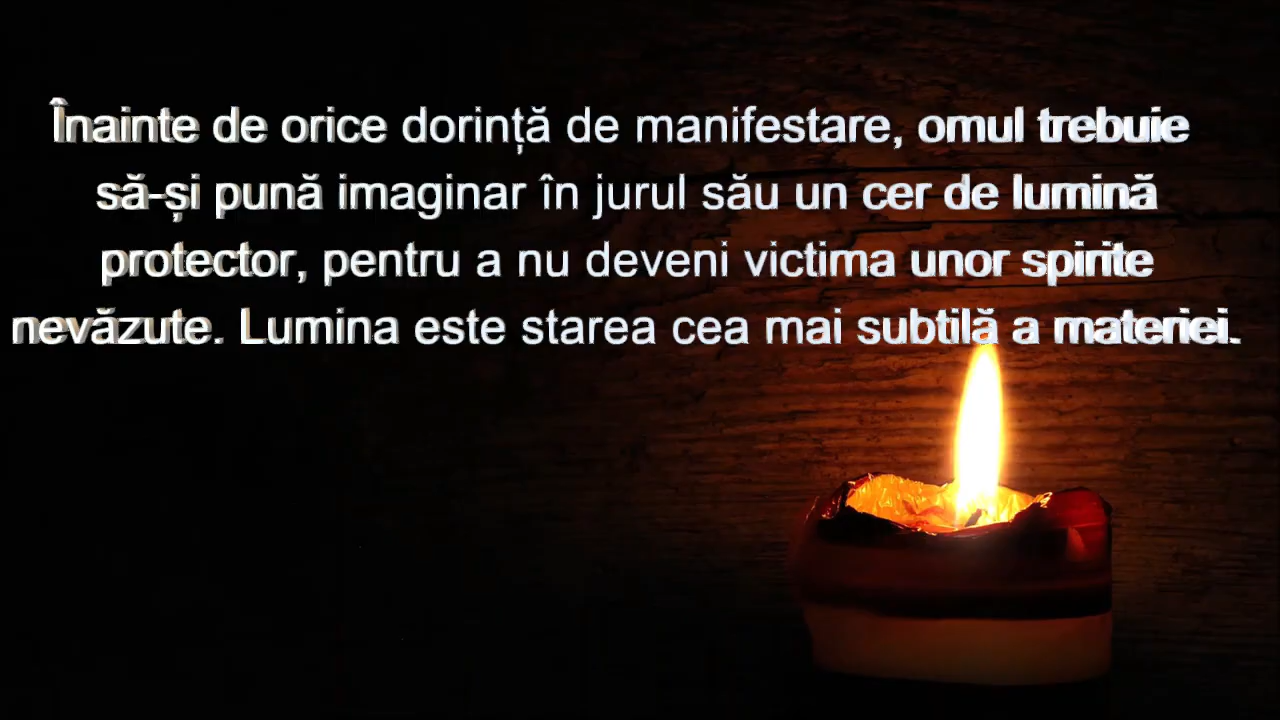 Înainte de orice dorință de manifestare, omul trebuie
să-și pună imaginar în jurul său un cer de lumină
protector, pentru a nu deveni victima unor spirite
nevăzute. Lumina este starea cea mai subtilă a materiei.